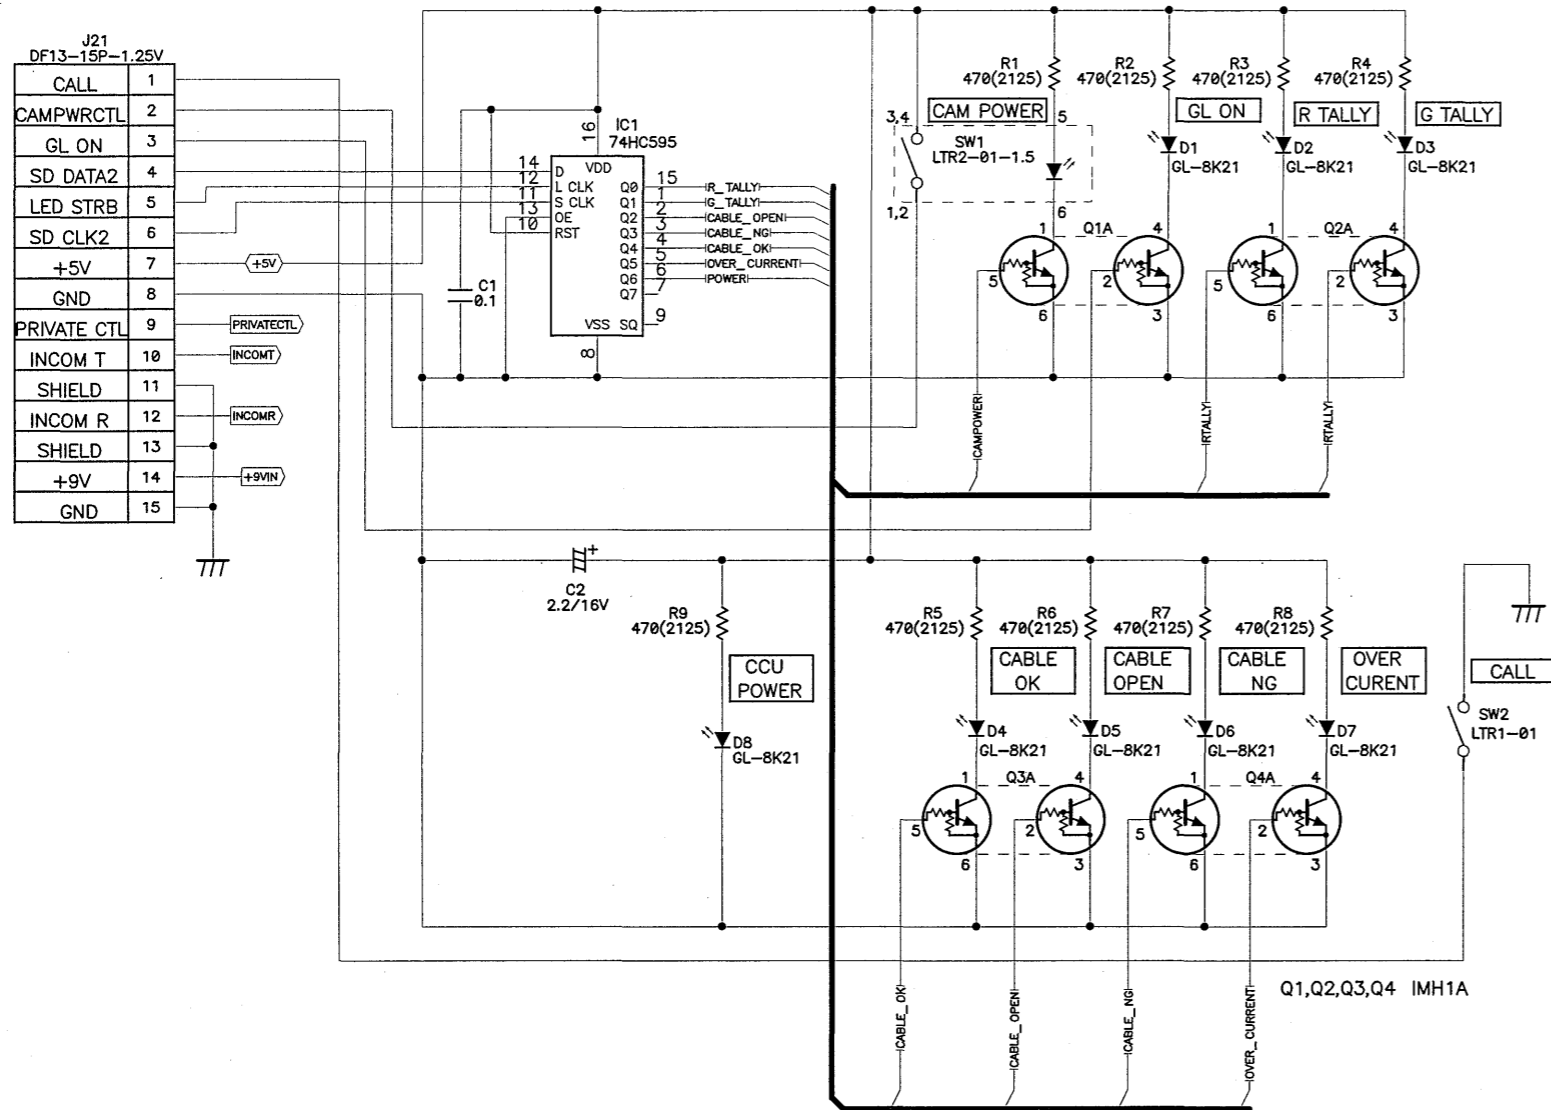 J21
DF13-15P-1.25V
CALL 1
CAMPWRCTL 2
GL ON 3
SD DATA2 4
LED STRB 5
SD CLK2 6
+5V 7
GND 8
PRIVATE CTL 9
INCOM T 10
SHIELD 11
INCOM R 12
SHIELD 13
+9V 14
GND 15
+5V
PRIVATECTL
INCOMT
INCOMR
+9VIN
C1
0.1
IC1
74HC595
16
VDD
14 D
12 L CLK
11 S CLK
13 OE
10 RST
Q0 15 R_TALLY
Q1 1 G_TALLY
Q2 2 CABLE_OPEN
Q3 3 CABLE_NG
Q4 4 CABLE_OK
Q5 5 OVER_CURRENT
Q6 6 POWER
Q7 7
VSS SQ 9
8
R1
470(2125)
R2
470(2125)
R3
470(2125)
R4
470(2125)
CAM POWER
GL ON
R TALLY
G TALLY
3,4
5
SW1
LTR2-01-1.5
1,2
6
D1
GL-8K21
D2
GL-8K21
D3
GL-8K21
1 Q1A 4
1 Q2A 4
5 2 5 2
6 3 6 3
CAMPOWER
RTALLY
RTALLY
C2
2.2/16V
+
R9
470(2125)
R5
470(2125)
R6
470(2125)
R7
470(2125)
R8
470(2125)
CCU
POWER
CABLE
OK
CABLE
OPEN
CABLE
NG
OVER
CURENT
CALL
D8
GL-8K21
D4
GL-8K21
D5
GL-8K21
D6
GL-8K21
D7
GL-8K21
SW2
LTR1-01
1 Q3A 4
1 Q4A 4
5 2 5 2
6 3 6 3
CABLE_OK
CABLE_OPEN
CABLE_NG
OVER_CURRENT
Q1,Q2,Q3,Q4 IMH1A